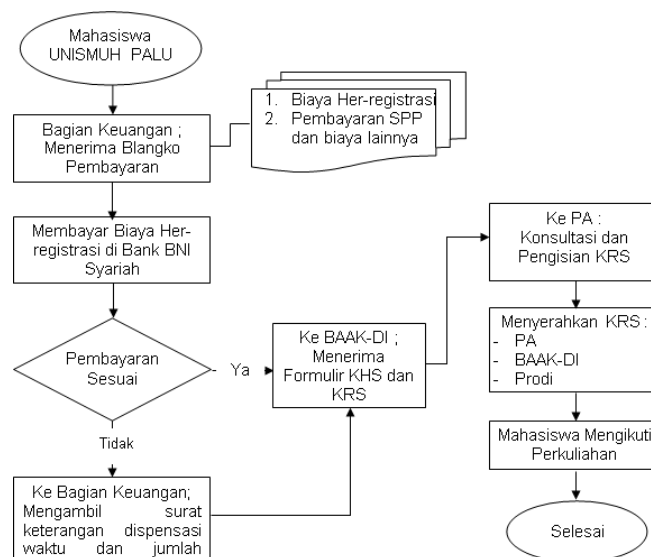 Mahasiswa
UNISMUH PALU
Bagian Keuangan ;
Menerima Blangko
Pembayaran
1. Biaya Her-registrasi
2. Pembayaran SPP
dan biaya lainnya
Membayar Biaya Her-
registrasi di Bank BNI
Syariah
Pembayaran
Sesuai
- Ya
Tidak
Ke Bagian Keuangan;
Mengambil surat
keterangan dispensasi
waktu dan jumlah
Ke BAAK-DI ;
Menerima
Formulir KHS dan
KRS
Ke PA :
Konsultasi dan
Pengisian KRS
Menyerahkan KRS :
- PA
- BAAK-DI
- Prodi
Mahasiswa Mengikuti
Perkuliahan
Selesai